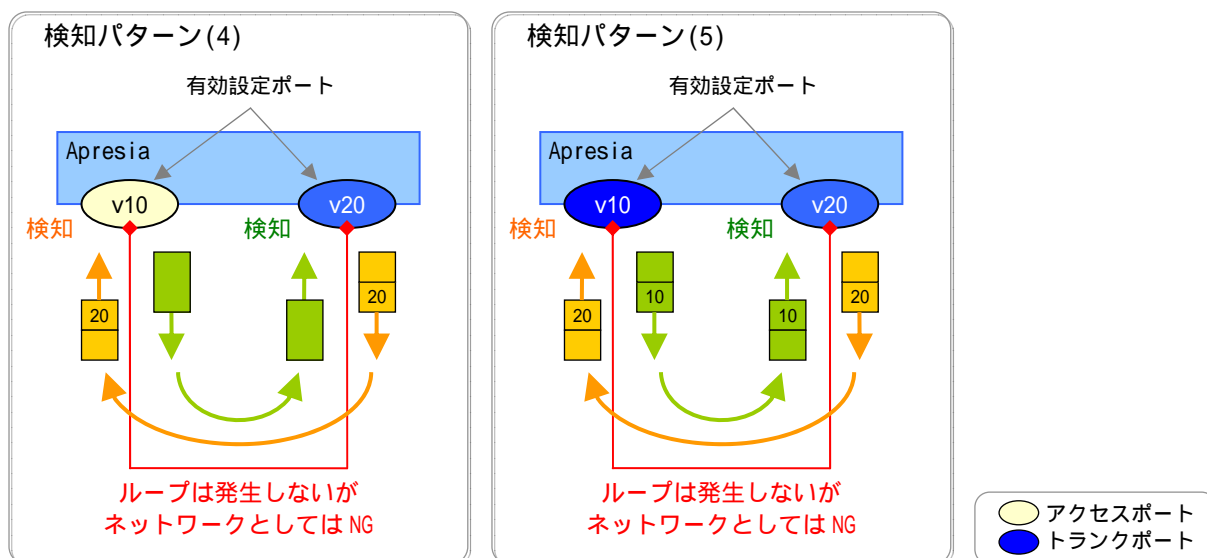 検知パターン(4)
有効設定ポート
Apresia
v10
v20
検知
検知
20
20
ループは発生しないが
ネットワークとしては NG
検知パターン(5)
有効設定ポート
Apresia
v10
v20
検知
検知
10
20
20
10
ループは発生しないが
ネットワークとしては NG
アクセスポート
トランクポート